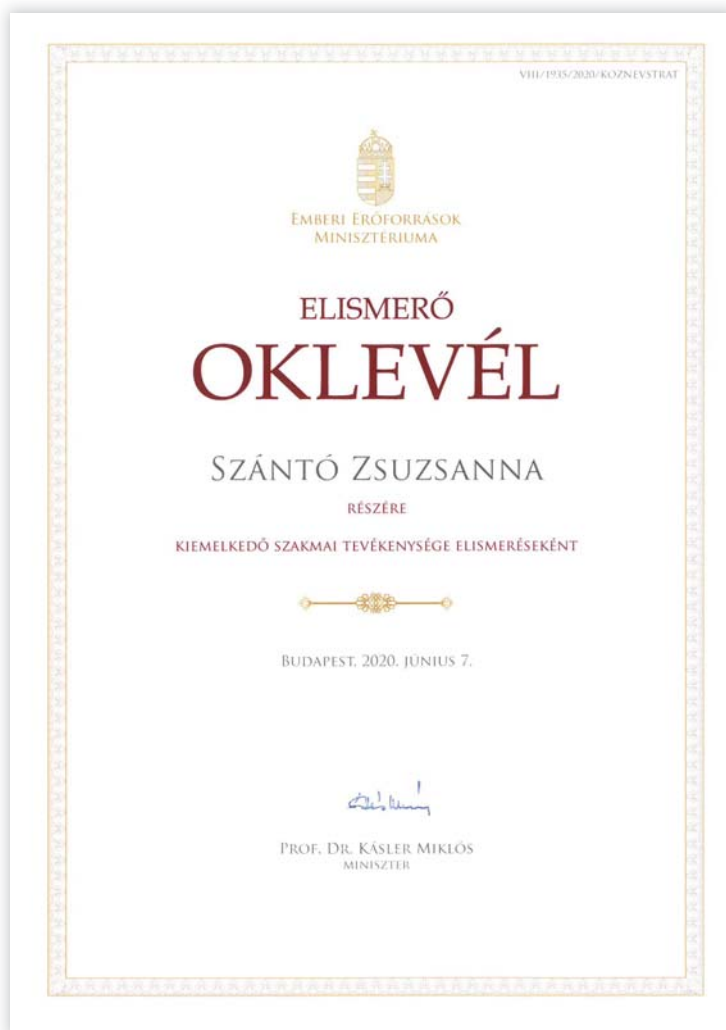 VIII/1935/2020/KOZNEVSTRAT
EMBERI ERŐFORRÁSOK
MINISZTÉRIUMA
ELISMERŐ
OKLEVÉL
SZÁNTÓ ZSUZSANNA
RÉSZÉRE
KIEMELKEDŐ SZAKMAI TEVÉKENYSÉGE ELISMERÉSEKÉNT
BUDAPEST, 2020. JÚNIUS 7.
PROF. DR. KÁSLER MIKLÓS
MINISZTER